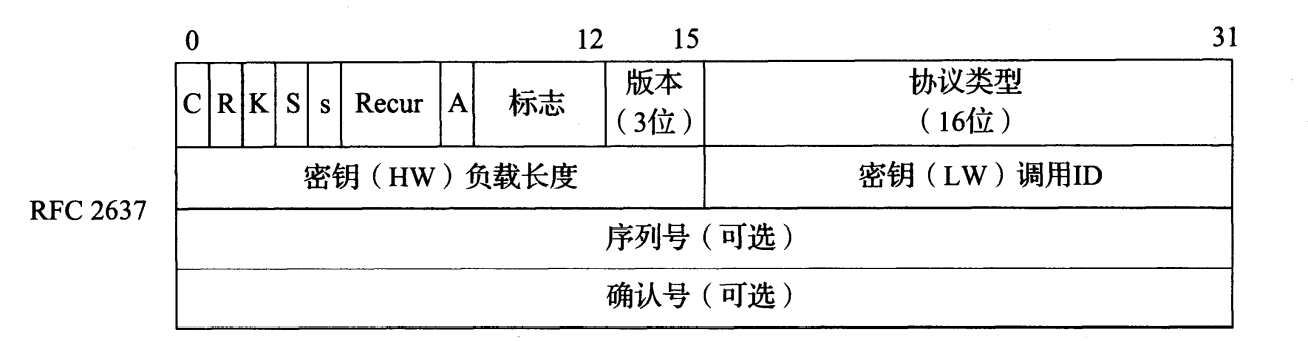 0 12 15 31
C R K S s Recur A 标志 版本 协议类型
（3位） （16位）
密钥（HW）负载长度 密钥（LW）调用ID
RFC 2637
序列号（可选）
确认号（可选）